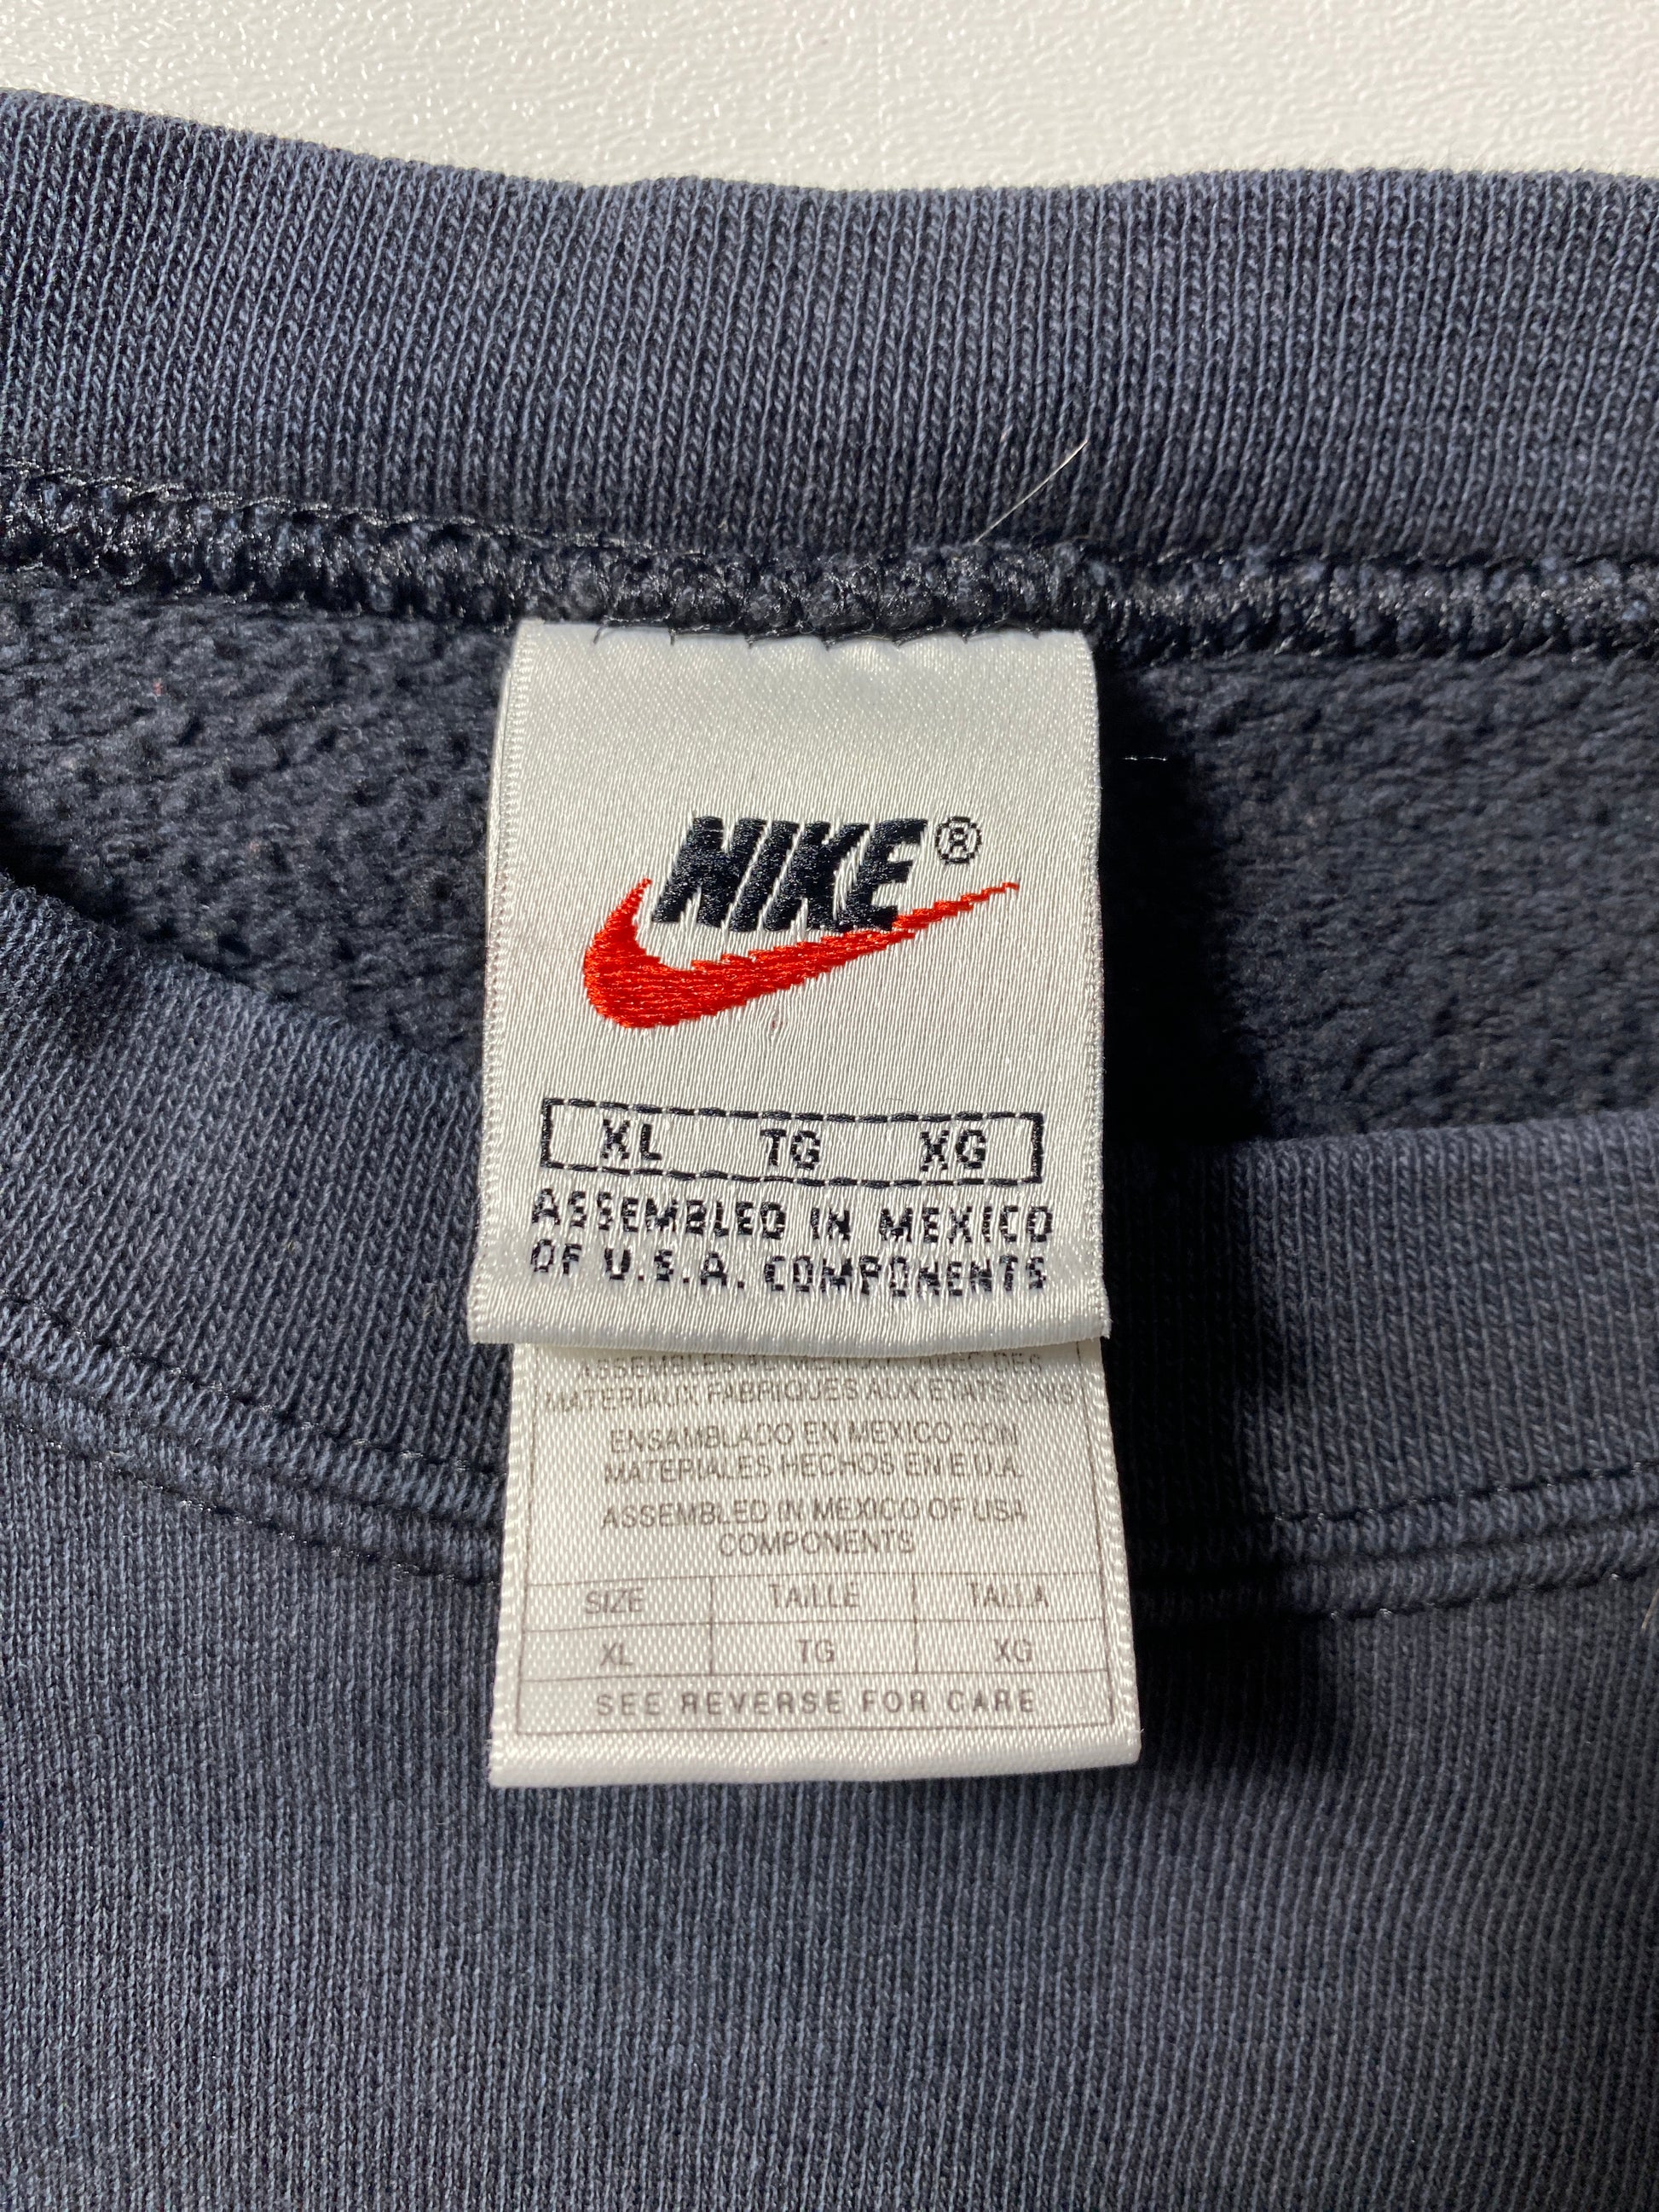 NIKE®
XL TG XG
ASSEMBLED IN MEXICO
OF U.S.A. COMPONENTS
MATERIAUX FABRIQUES AUX ETATS UNIS
ENSAMBLADO EN MEXICO CON
MATERIALES HECHOS EN E.U.A.
ASSEMBLED IN MEXICO OF USA
COMPONENTS
SIZE TAILLE TALLA
XL TG XG
SEE REVERSE FOR CARE